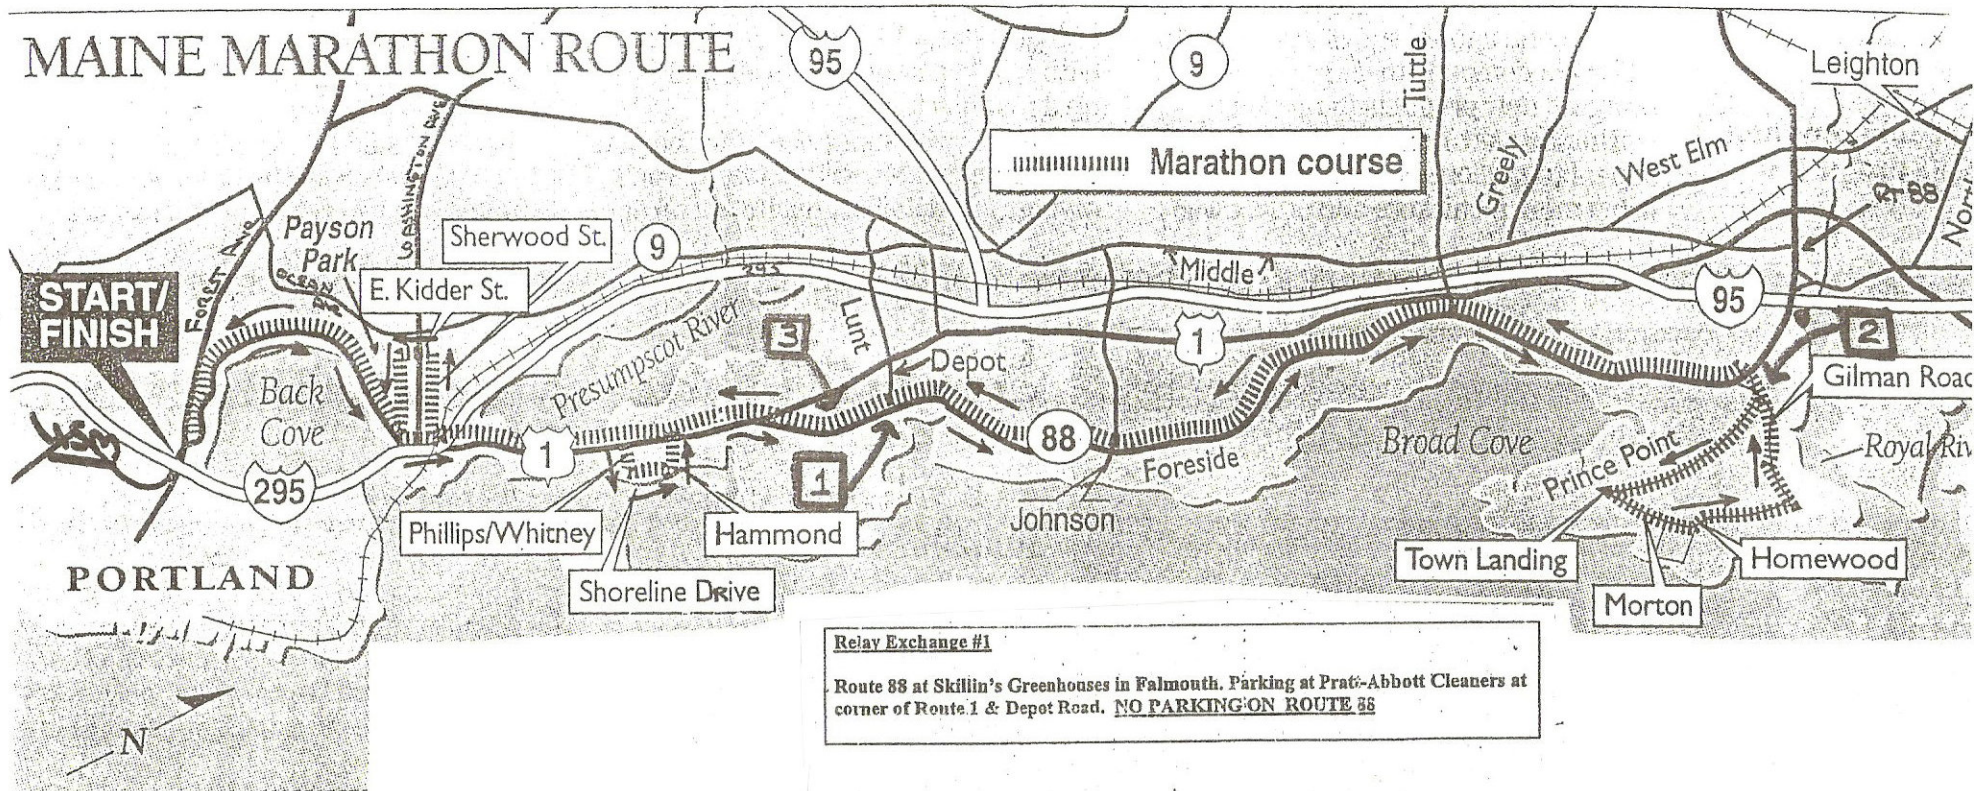 MAINE MARATHON ROUTE
95
9
Tuttle
Leighton
Marathon course
Greely
West Elm
RT 88
FOREST AVE
Payson
Park
OCEAN AVE
WASHINGTON AVE
Sherwood St.
E. Kidder St.
9
295
Middle
START/
FINISH
Back
Cove
Presumpscot River
3
Lunt
Depot
1
95
2
Gilman Road
USM
295
1
1
88
Foreside
Broad Cove
Prince Point
Royal Riv
Phillips/Whitney
Hammond
Johnson
Shoreline Drive
Town Landing
Homewood
Morton
PORTLAND
N
Relay Exchange #1
Route 88 at Skillin's Greenhouses in Falmouth. Parking at Pratt-Abbott Cleaners at
corner of Route 1 & Depot Road. NO PARKING ON ROUTE 88